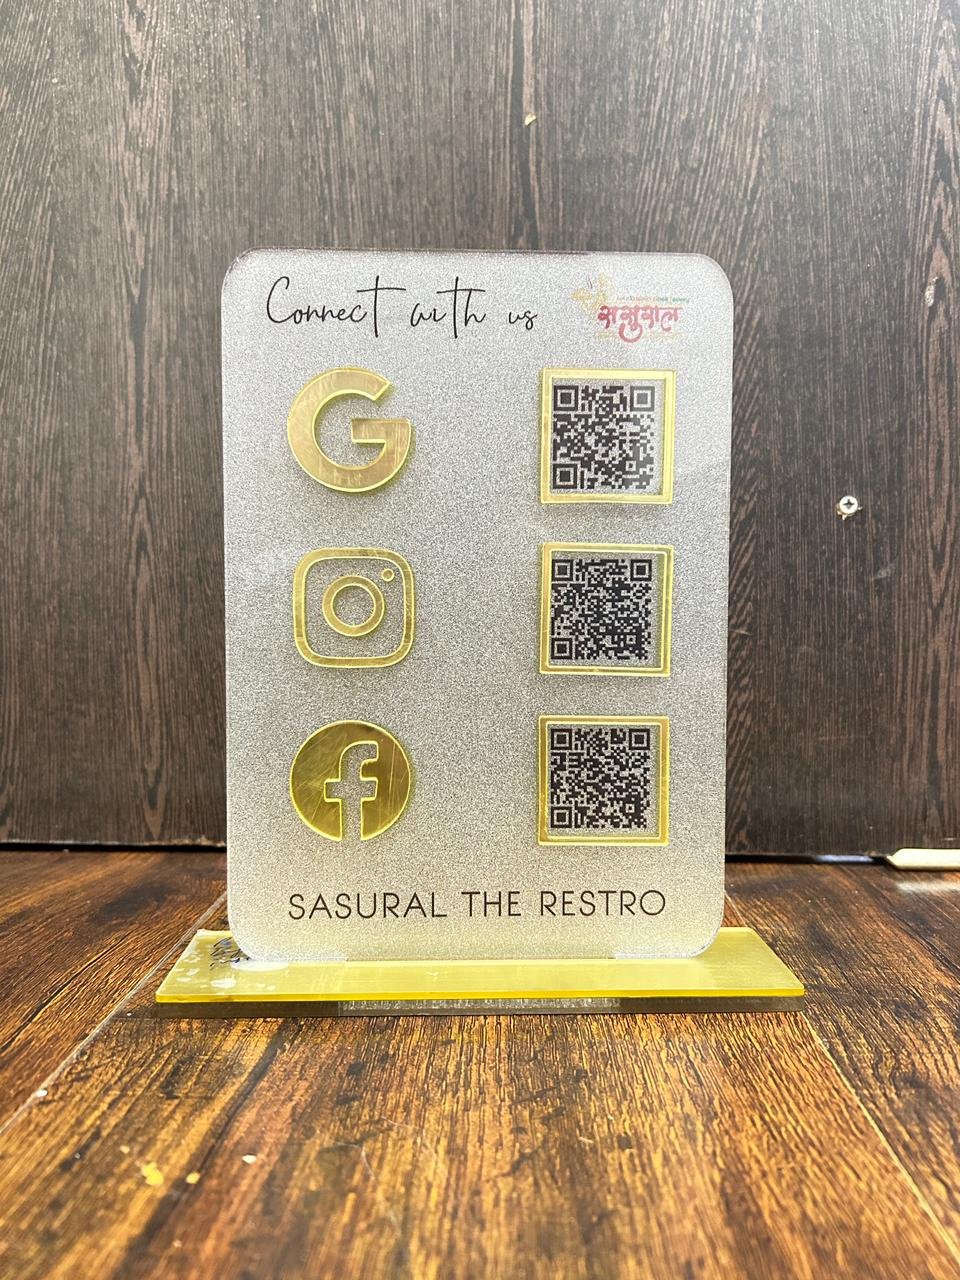 Connect with us
ससुराल
SASURAL THE RESTRO